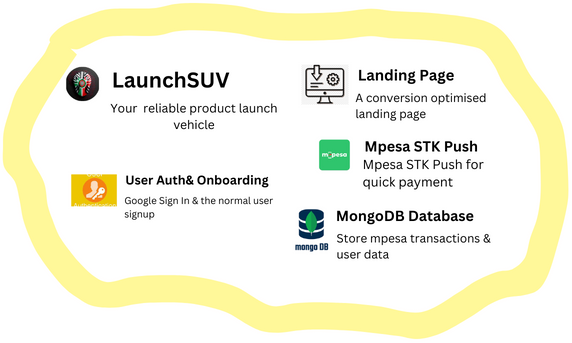 LaunchSUV
Your reliable product launch
vehicle
User Auth& Onboarding
Google Sign In & the normal user
signup
Landing Page
A conversion optimised
landing page
m-pesa
Mpesa STK Push
Mpesa STK Push for
quick payment
mongo DB
MongoDB Database
Store mpesa transactions &
user data